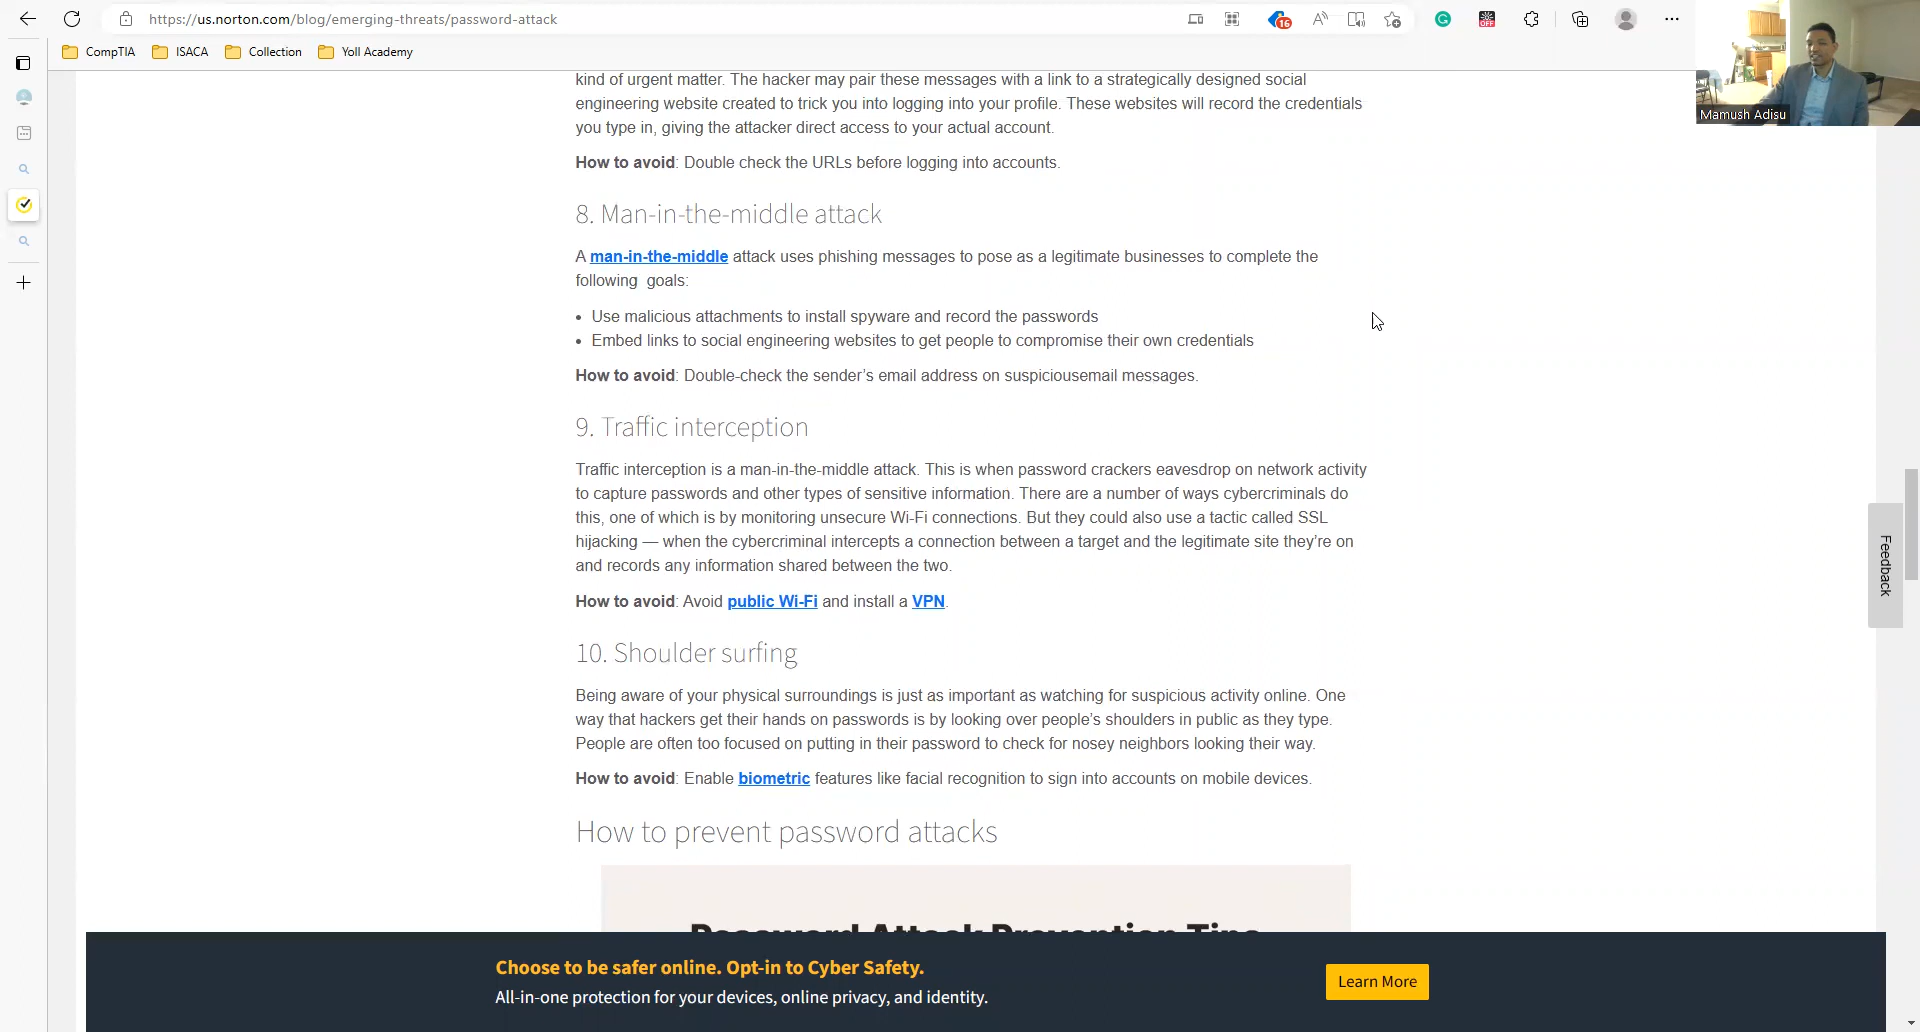 https://us.norton.com/blog/emerging-threats/password-attack
16
OFF
CompTIA
ISACA
Collection
Yoll Academy
Mamush Adisu
kind of urgent matter. The hacker may pair these messages with a link to a strategically designed social
engineering website created to trick you into logging into your profile. These websites will record the credentials
you type in, giving the attacker direct access to your actual account.
How to avoid: Double check the URLs before logging into accounts.
8. Man-in-the-middle attack
A man-in-the-middle attack uses phishing messages to pose as a legitimate businesses to complete the
following goals:
• Use malicious attachments to install spyware and record the passwords
• Embed links to social engineering websites to get people to compromise their own credentials
How to avoid: Double-check the sender's email address on suspiciousemail messages.
9. Traffic interception
Traffic interception is a man-in-the-middle attack. This is when password crackers eavesdrop on network activity
to capture passwords and other types of sensitive information. There are a number of ways cybercriminals do
this, one of which is by monitoring unsecure Wi-Fi connections. But they could also use a tactic called SSL
hijacking — when the cybercriminal intercepts a connection between a target and the legitimate site they're on
and records any information shared between the two.
How to avoid: Avoid public Wi-Fi and install a VPN.
10. Shoulder surfing
Being aware of your physical surroundings is just as important as watching for suspicious activity online. One
way that hackers get their hands on passwords is by looking over people's shoulders in public as they type.
People are often too focused on putting in their password to check for nosey neighbors looking their way.
How to avoid: Enable biometric features like facial recognition to sign into accounts on mobile devices.
How to prevent password attacks
Password Attack Prevention Tips
Feedback
Choose to be safer online. Opt-in to Cyber Safety.
All-in-one protection for your devices, online privacy, and identity.
Learn More